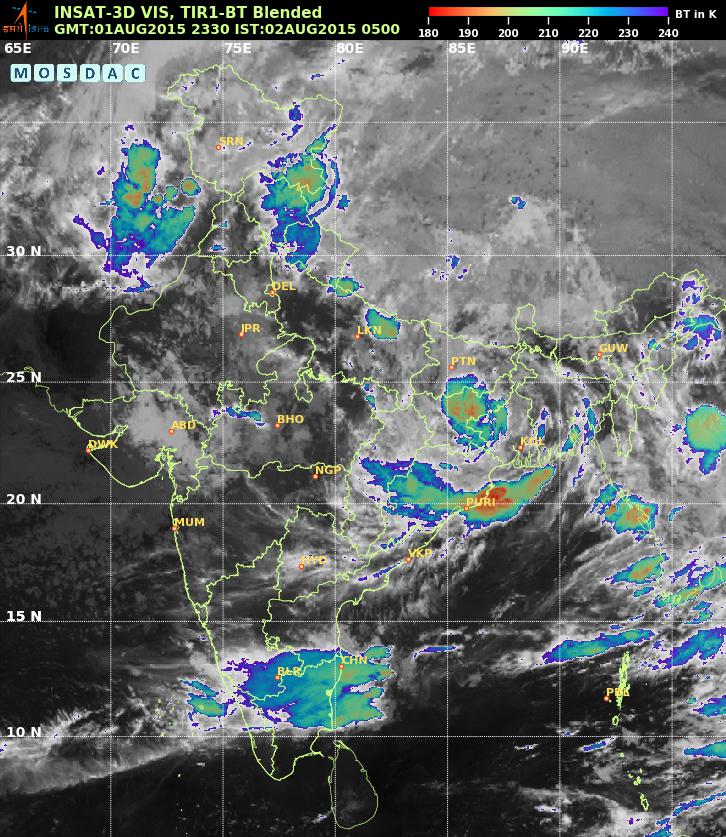 INSAT-3D VIS, TIR1-BT Blended
GMT:01AUG2015 2330 IST:02AUG2015 0500
BT in K
180 190 200 210 220 230 240
65E 70E 75E 80E 85E 90E
MOSDAC
SRN
30 N
DEL
JPR
LKN
GUW
PTN
25 N
ABD
BHO
DWK
KOL
NGP
20 N
PURI
MUM
VKP
HYD
15 N
CHN
BLR
PBL
10 N